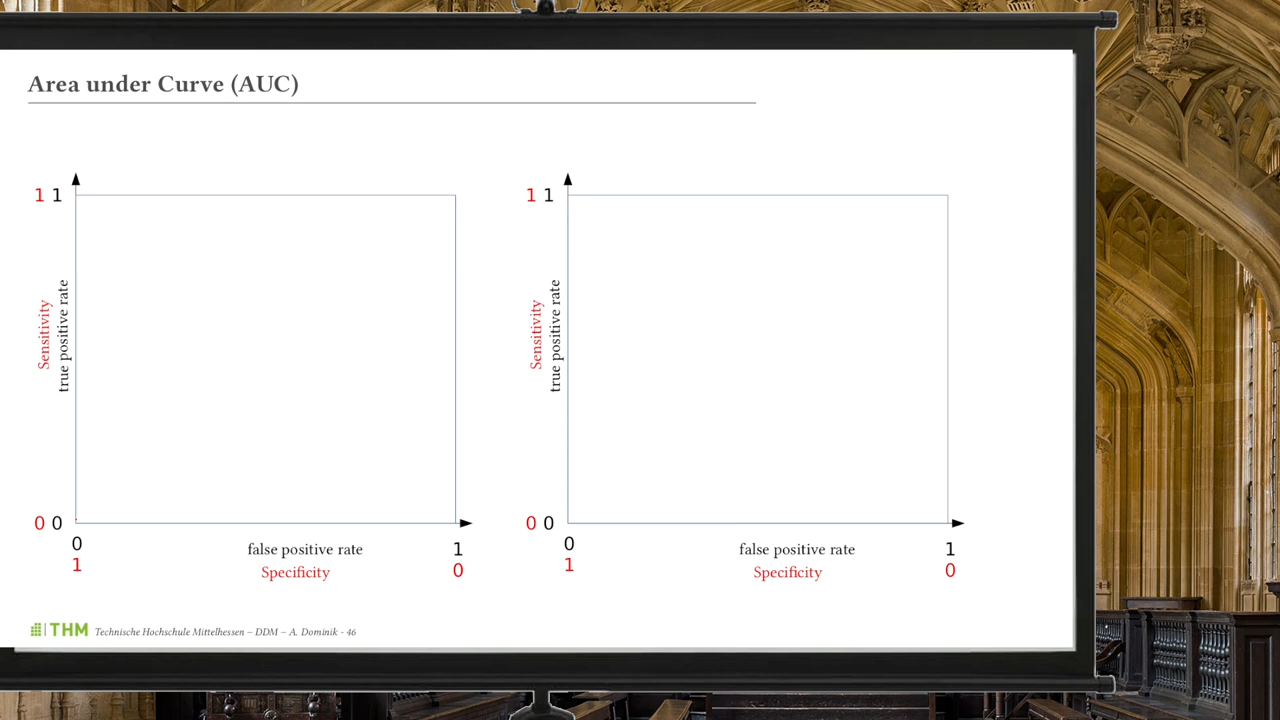 Area under Curve (AUC)
1 1
Sensitivity
true positive rate
0 0
0
1
false positive rate
Specificity
1
0
1 1
Sensitivity
true positive rate
0 0
0
1
false positive rate
Specificity
1
0
THM Technische Hochschule Mittelhessen – DDM – A. Dominik - 46